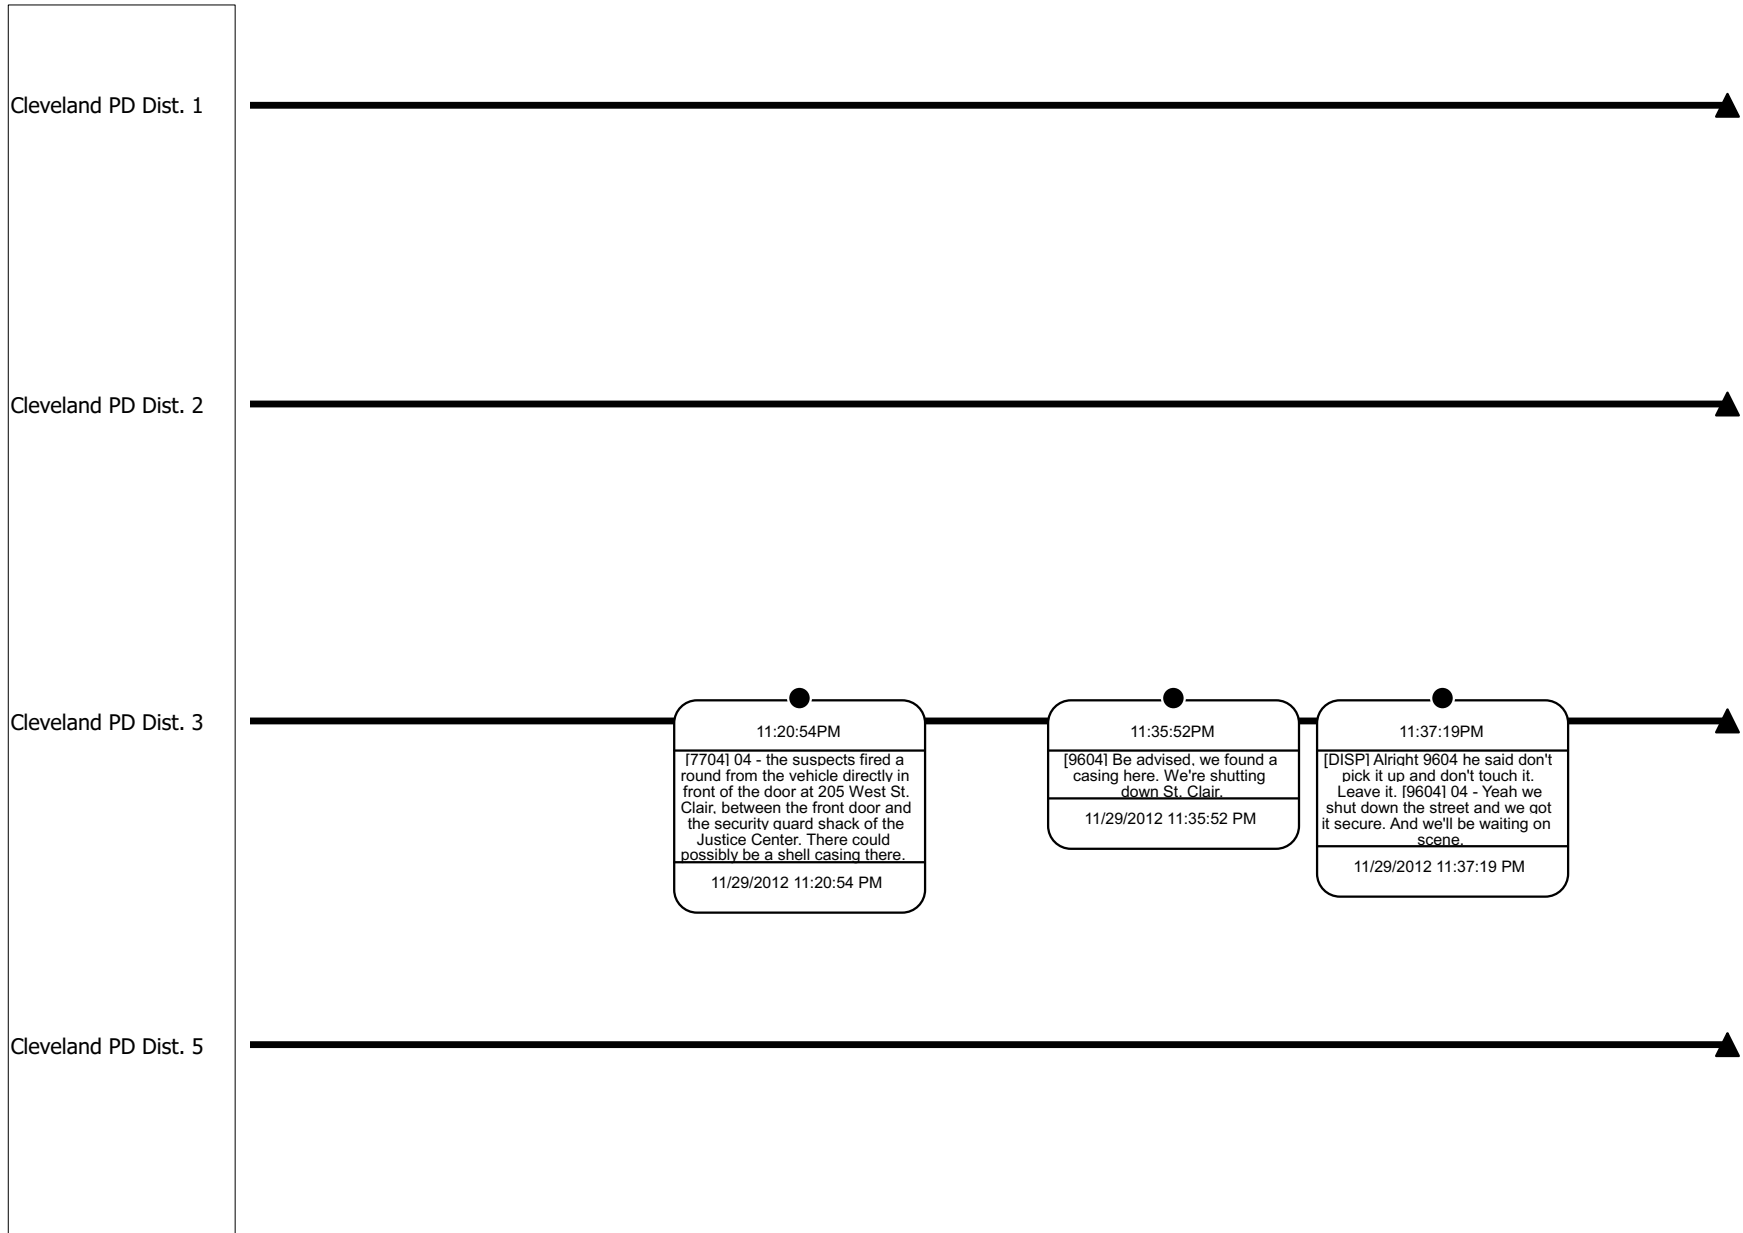 Cleveland PD Dist. 1
Cleveland PD Dist. 2
Cleveland PD Dist. 3
11:20:54PM
[7704] 04 - the suspects fired a
round from the vehicle directly in
front of the door at 205 West St.
Clair, between the front door and
the security guard shack of the
Justice Center. There could
possibly be a shell casing there.
11/29/2012 11:20:54 PM
11:35:52PM
[9604] Be advised, we found a
casing here. We're shutting
down St. Clair.
11/29/2012 11:35:52 PM
11:37:19PM
[DISP] Alright 9604 he said don't
pick it up and don't touch it.
Leave it. [9604] 04 - Yeah we
shut down the street and we got
it secure. And we'll be waiting on
scene.
11/29/2012 11:37:19 PM
Cleveland PD Dist. 5